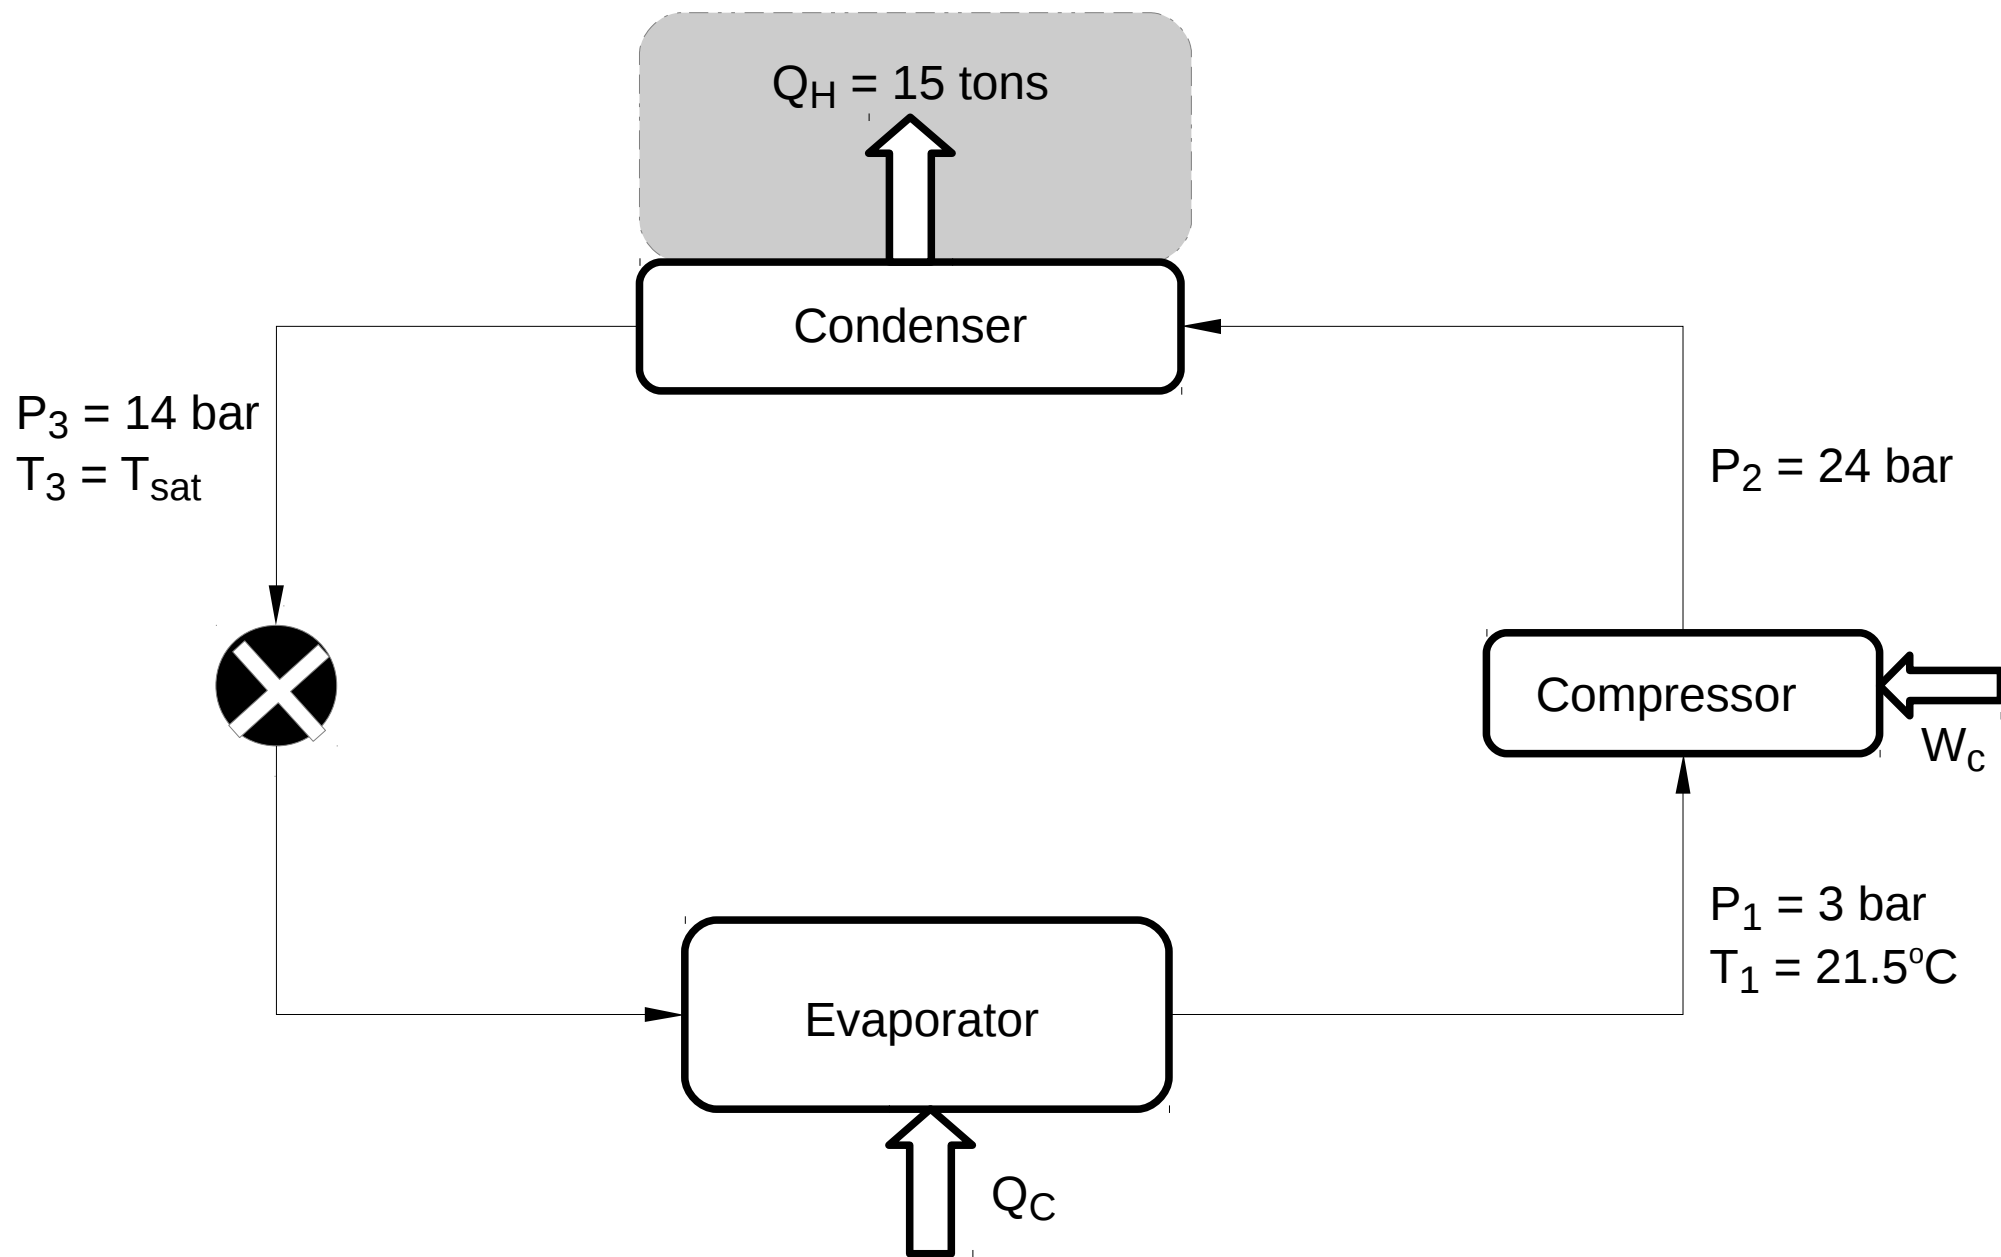 Q_H = 15 tons
Condenser
P_3 = 14 bar
T_3 = T_sat
P_2 = 24 bar
Compressor
W_c
P_1 = 3 bar
T_1 = 21.5°C
Evaporator
Q_C